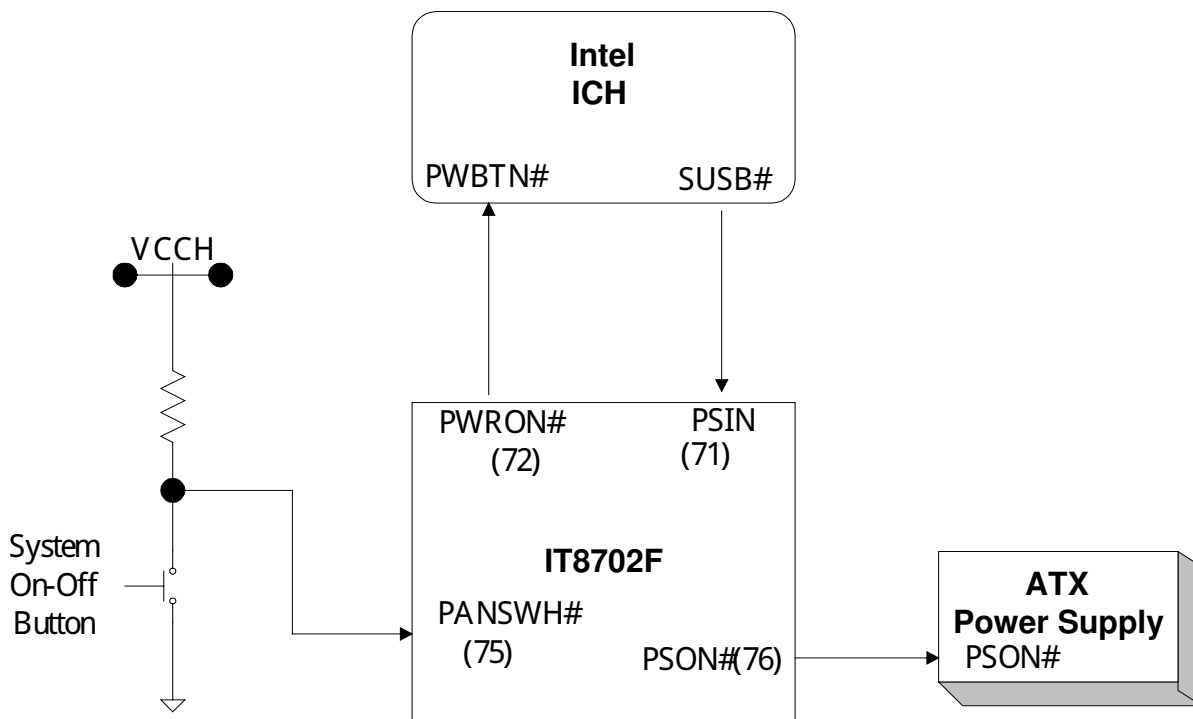 Intel
ICH
PWBTN#
SUSB#
VCCH
PWRON#
(72)
PSIN
(71)
System
On-Off
Button
IT8702F
PANSWH#
(75)
PSON#(76)
ATX
Power Supply
PSON#